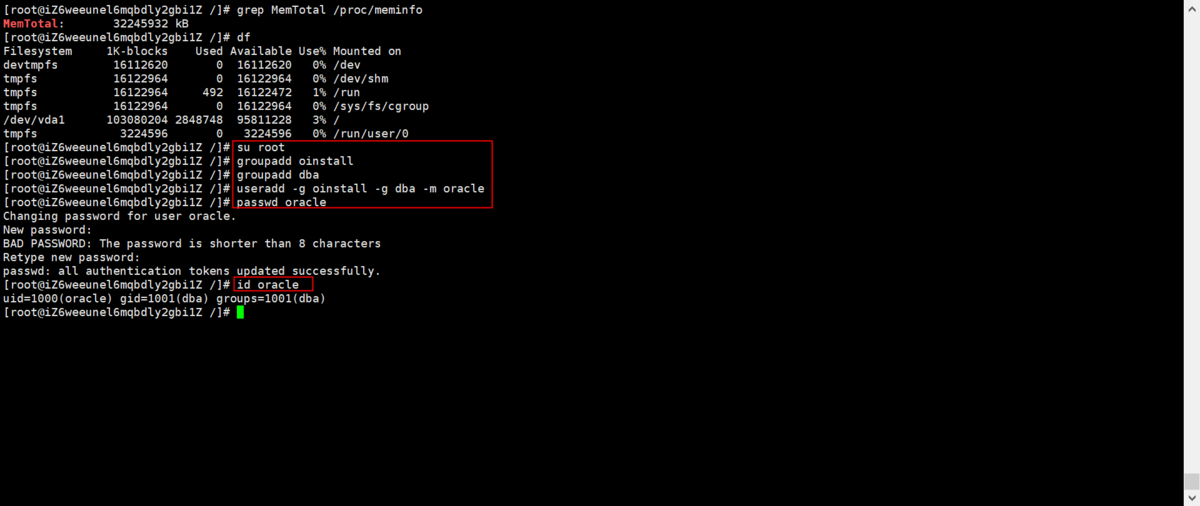 [root@iZ6weeunel6mqbdly2gbi1Z /]# grep MemTotal /proc/meminfo
MemTotal:       32245932 kB
[root@iZ6weeunel6mqbdly2gbi1Z /]# df
Filesystem     1K-blocks    Used Available Use% Mounted on
devtmpfs        16112620       0  16112620   0% /dev
tmpfs           16122964       0  16122964   0% /dev/shm
tmpfs           16122964     492  16122472   1% /run
tmpfs           16122964       0  16122964   0% /sys/fs/cgroup
/dev/vda1      103080204 2848748  95811228   3% /
tmpfs            3224596       0   3224596   0% /run/user/0
[root@iZ6weeunel6mqbdly2gbi1Z /]# su root
[root@iZ6weeunel6mqbdly2gbi1Z /]# groupadd oinstall
[root@iZ6weeunel6mqbdly2gbi1Z /]# groupadd dba
[root@iZ6weeunel6mqbdly2gbi1Z /]# useradd -g oinstall -g dba -m oracle
[root@iZ6weeunel6mqbdly2gbi1Z /]# passwd oracle
Changing password for user oracle.
New password:
BAD PASSWORD: The password is shorter than 8 characters
Retype new password:
passwd: all authentication tokens updated successfully.
[root@iZ6weeunel6mqbdly2gbi1Z /]# id oracle
uid=1000(oracle) gid=1001(dba) groups=1001(dba)
[root@iZ6weeunel6mqbdly2gbi1Z /]#